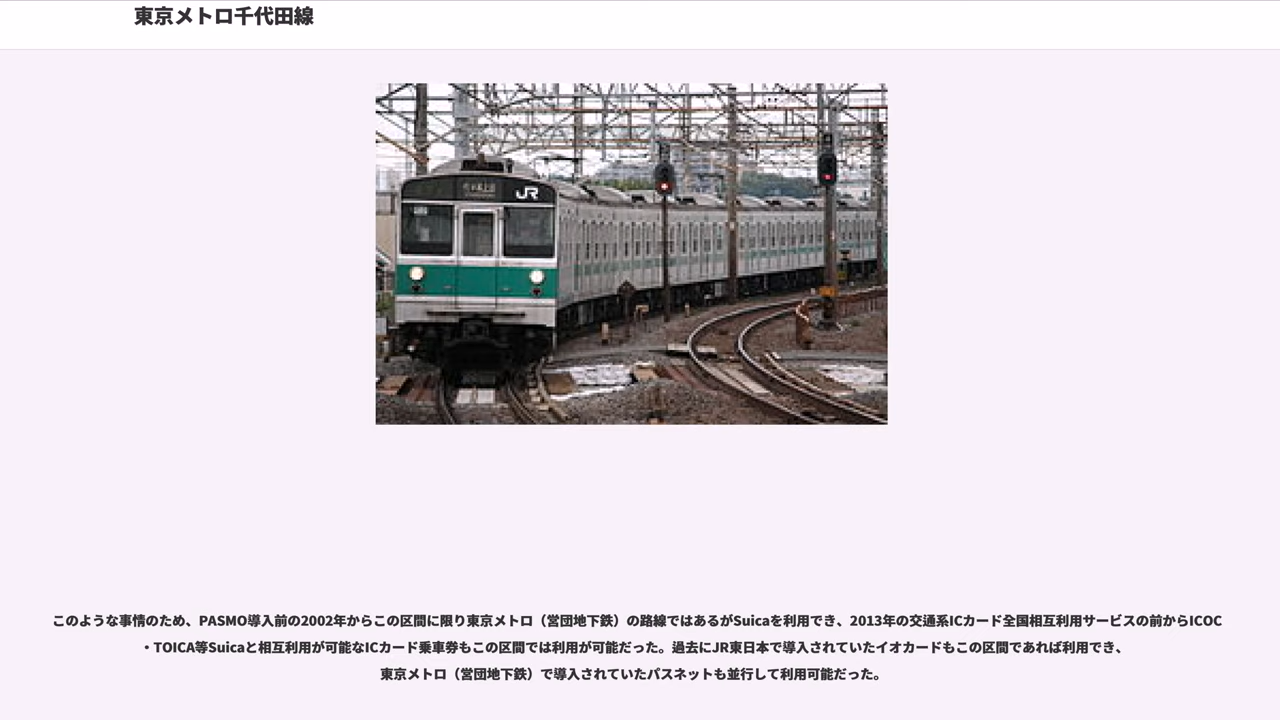 東京メトロ千代田線
JR
このような事情のため、PASMO導入前の2002年からこの区間に限り東京メトロ（営団地下鉄）の路線ではあるがSuicaを利用でき、2013年の交通系ICカード全国相互利用サービスの前からICOC
・TOICA等Suicaと相互利用が可能なICカード乗車券もこの区間では利用が可能だった。過去にJR東日本で導入されていたイオカードもこの区間であれば利用でき、
東京メトロ（営団地下鉄）で導入されていたパスネットも並行して利用可能だった。